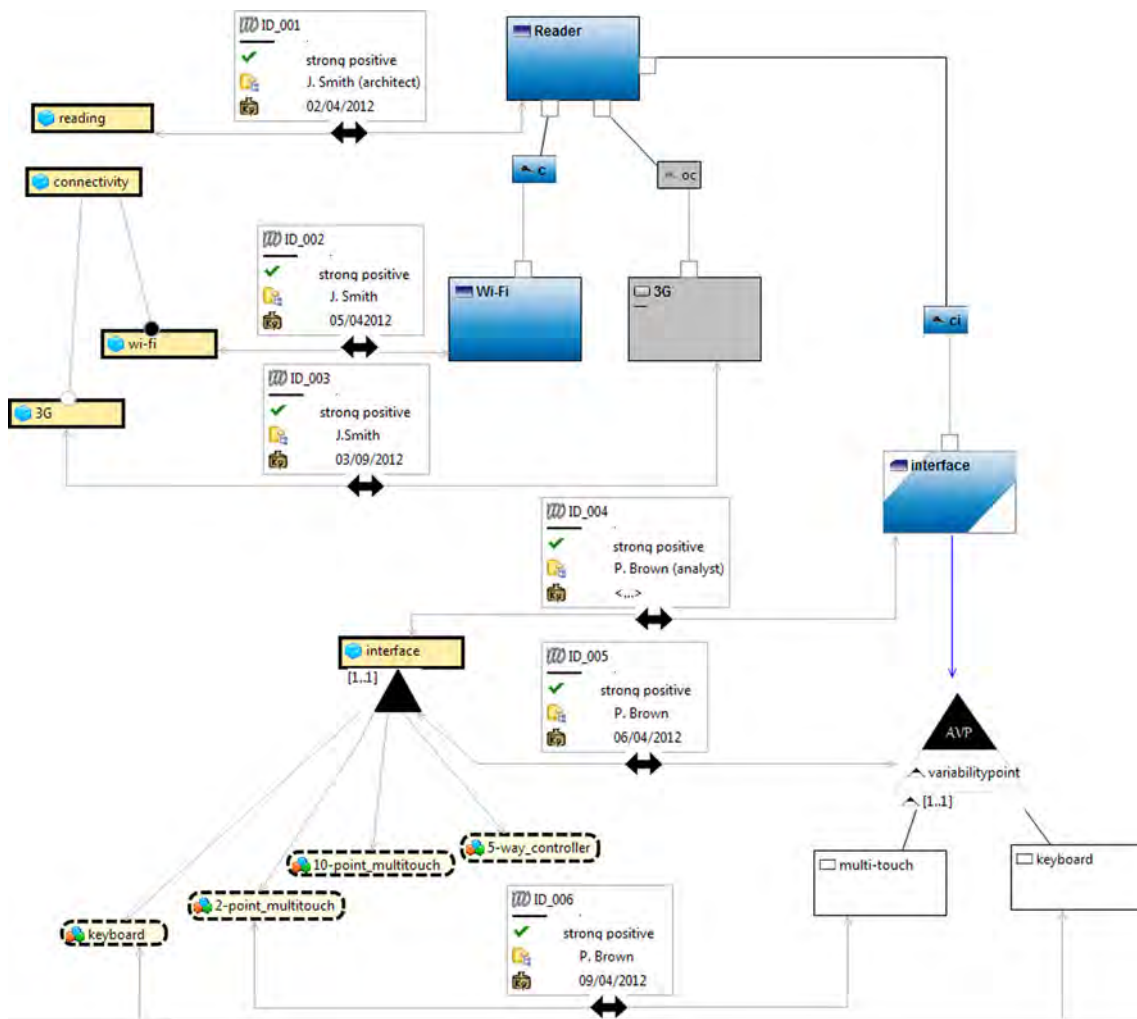 ID_001
strong positive
J. Smith (architect)
02/04/2012
Reader
reading
connectivity
c
oc
ID_002
strong positive
J. Smith
05/042012
Wi-Fi
3G
wi-fi
ci
ID_003
strong positive
J.Smith
03/09/2012
3G
interface
ID_004
strong positive
P. Brown (analyst)
<...>
interface
[1..1]
ID_005
strong positive
P. Brown
06/04/2012
AVP
variabilitypoint
[1..1]
5-way_controller
10-point_multitouch
multi-touch
keyboard
2-point_multitouch
keyboard
ID_006
strong positive
P. Brown
09/04/2012